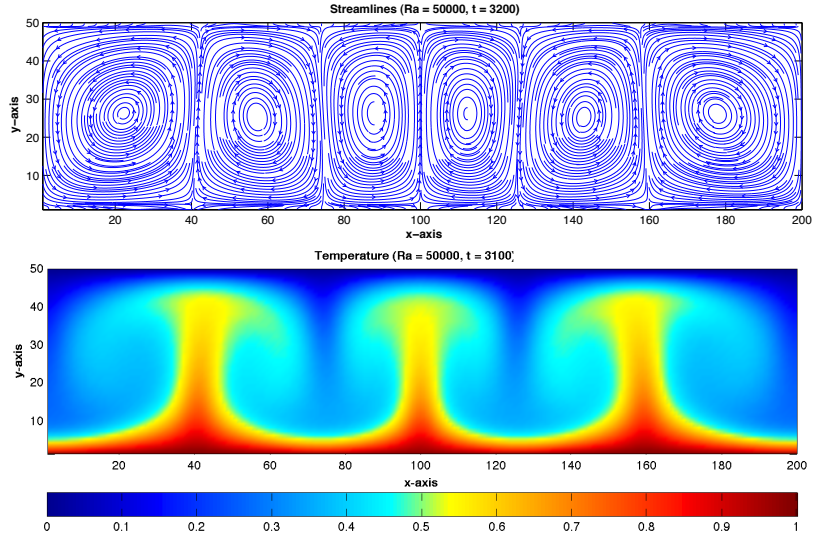 Streamlines (Ra = 50000, t = 3200)
50
40
30
20
10
y-axis
20 40 60 80 100 120 140 160 180 200
x-axis
Temperature (Ra = 50000, t = 3100)
50
40
30
20
10
y-axis
20 40 60 80 100 120 140 160 180 200
x-axis
0 0.1 0.2 0.3 0.4 0.5 0.6 0.7 0.8 0.9 1